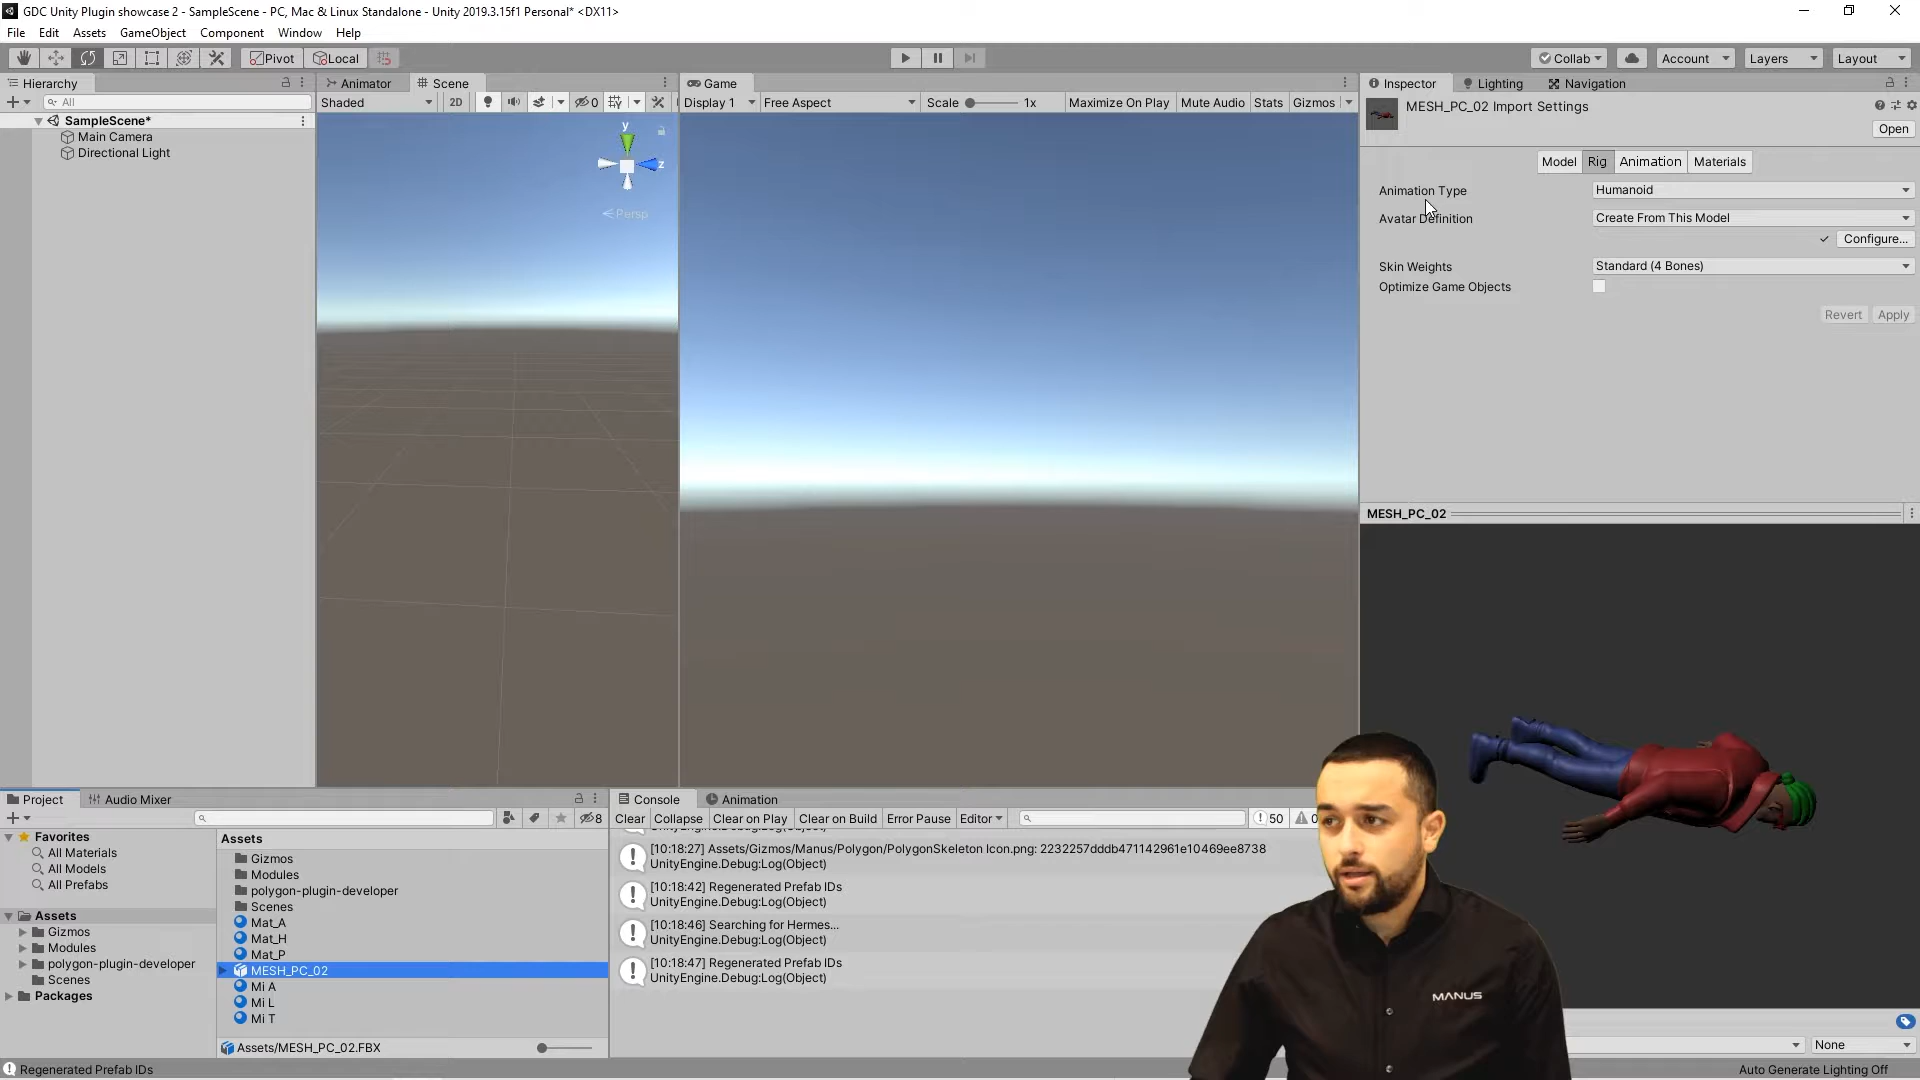 GDC Unity Plugin showcase 2 - SampleScene - PC, Mac & Linux Standalone - Unity 2019.3.15f1 Personal* <DX11>
File Edit Assets GameObject Component Window Help
Pivot Local Collab Account Layers Layout
Hierarchy
All
SampleScene*
Main Camera
Directional Light
Animator Scene
Shaded 2D 0
y
z
Persp
Game
Display 1 Free Aspect Scale 1x Maximize On Play Mute Audio Stats Gizmos
Inspector Lighting Navigation
MESH_PC_02 Import Settings
Open
Model Rig Animation Materials
Animation Type Humanoid
Avatar Definition Create From This Model
Configure...
Skin Weights Standard (4 Bones)
Optimize Game Objects
Revert Apply
MESH_PC_02
Project Audio Mixer
8
Favorites
All Materials
All Models
All Prefabs
Assets
Gizmos
Modules
polygon-plugin-developer
Scenes
Packages
Assets
Gizmos
Modules
polygon-plugin-developer
Scenes
Mat_A
Mat_H
Mat_P
MESH_PC_02
Mi A
Mi L
Mi T
Assets/MESH_PC_02.FBX
Console Animation
Clear Collapse Clear on Play Clear on Build Error Pause Editor 50 0
UnityEngine.Debug:Log(Object)
[10:18:27] Assets/Gizmos/Manus/Polygon/PolygonSkeleton Icon.png: 2232257dddb471142961e10469ee8738
UnityEngine.Debug:Log(Object)
[10:18:42] Regenerated Prefab IDs
UnityEngine.Debug:Log(Object)
[10:18:46] Searching for Hermes...
UnityEngine.Debug:Log(Object)
[10:18:47] Regenerated Prefab IDs
UnityEngine.Debug:Log(Object)
MANUS
None
Regenerated Prefab IDs
Auto Generate Lighting Off